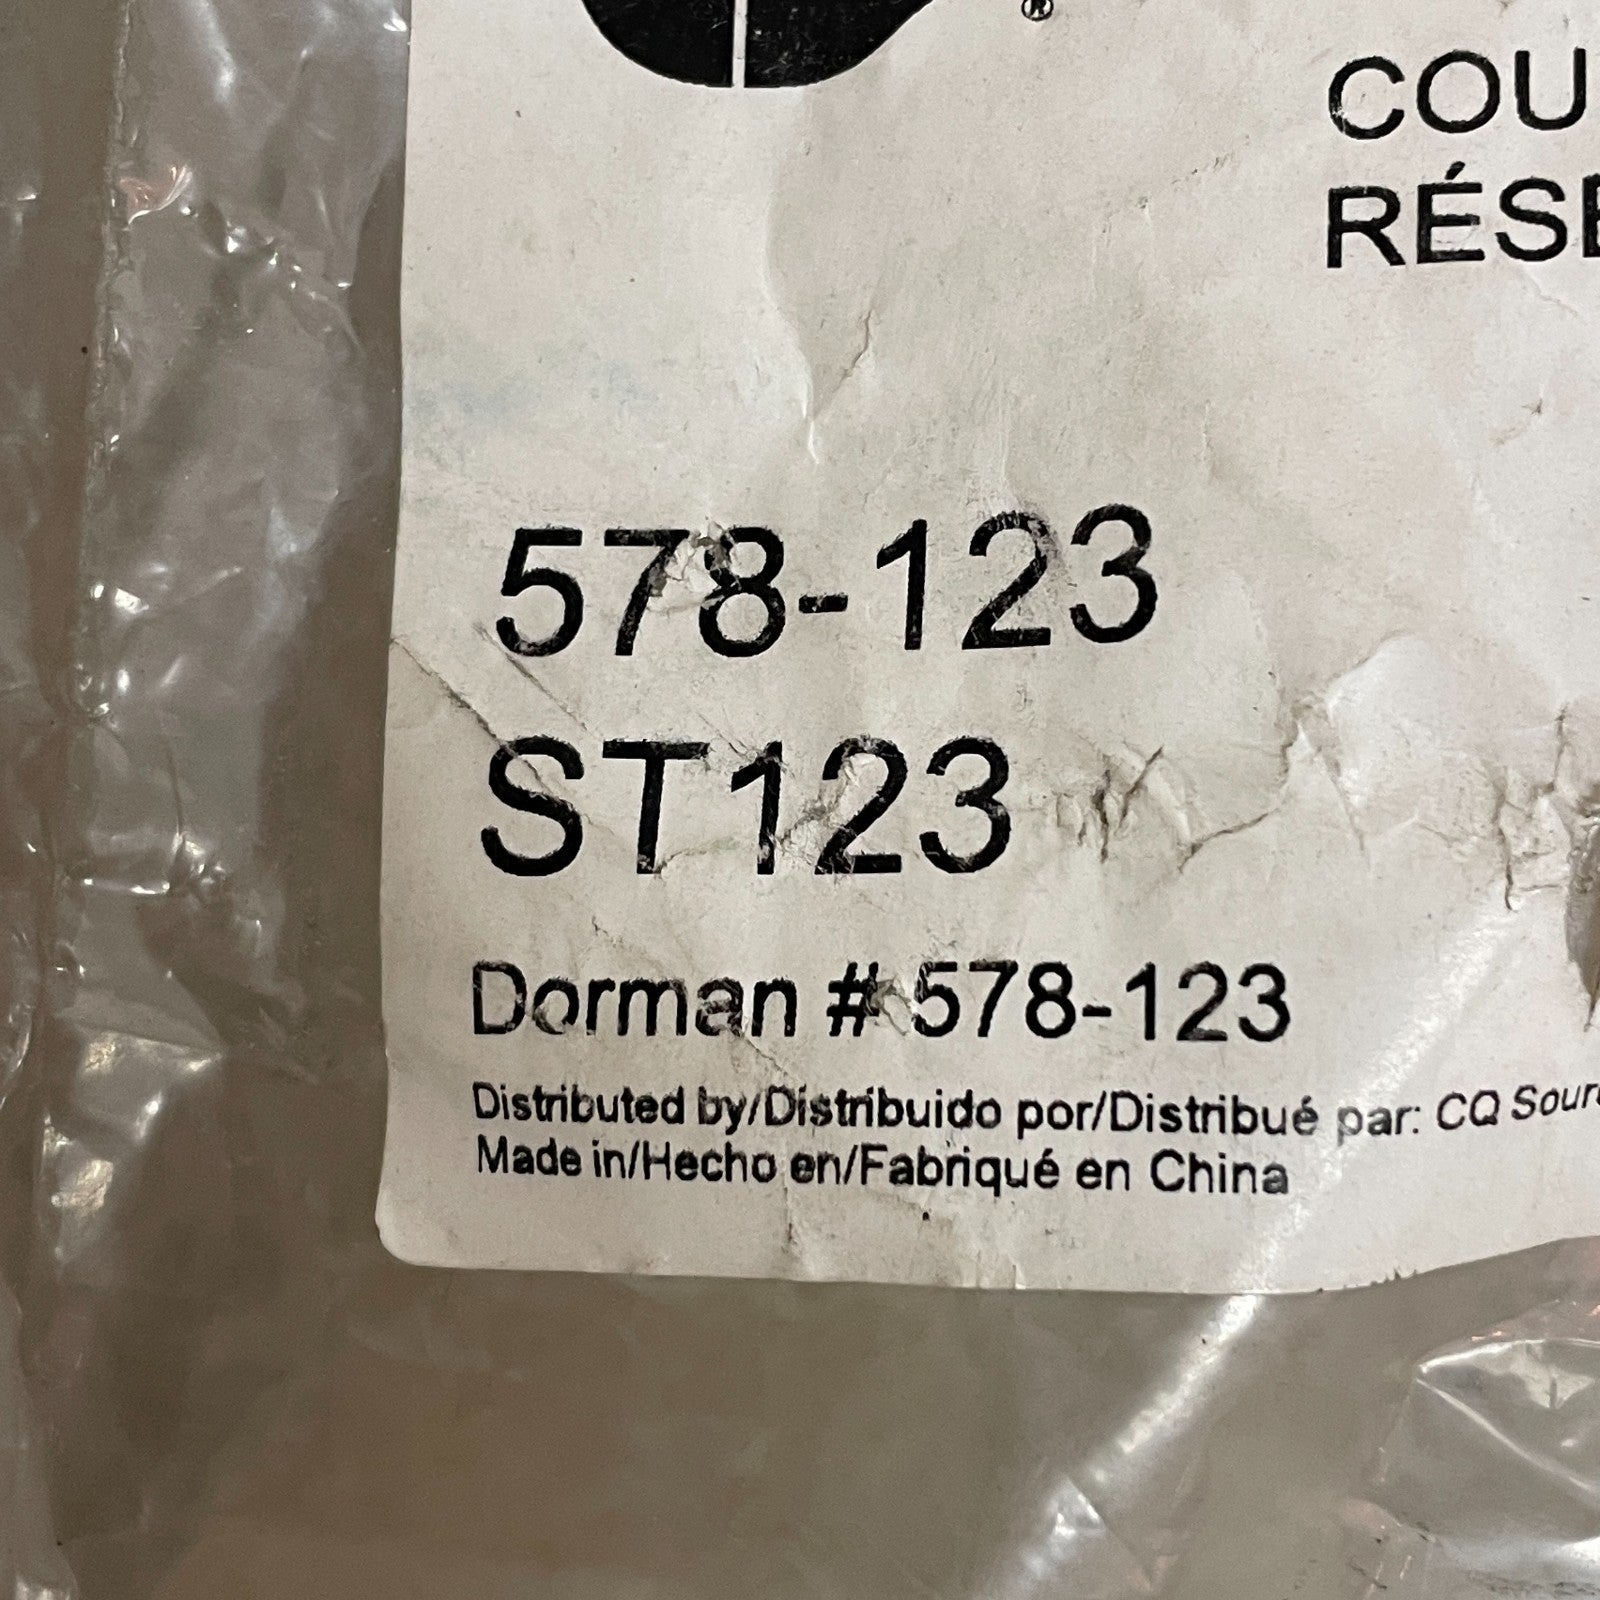 ®
COU
RÉSE
578-123
ST123
Dorman # 578-123
Distributed by/Distribuido por/Distribué par: CQ Sour
Made in/Hecho en/Fabriqué en China